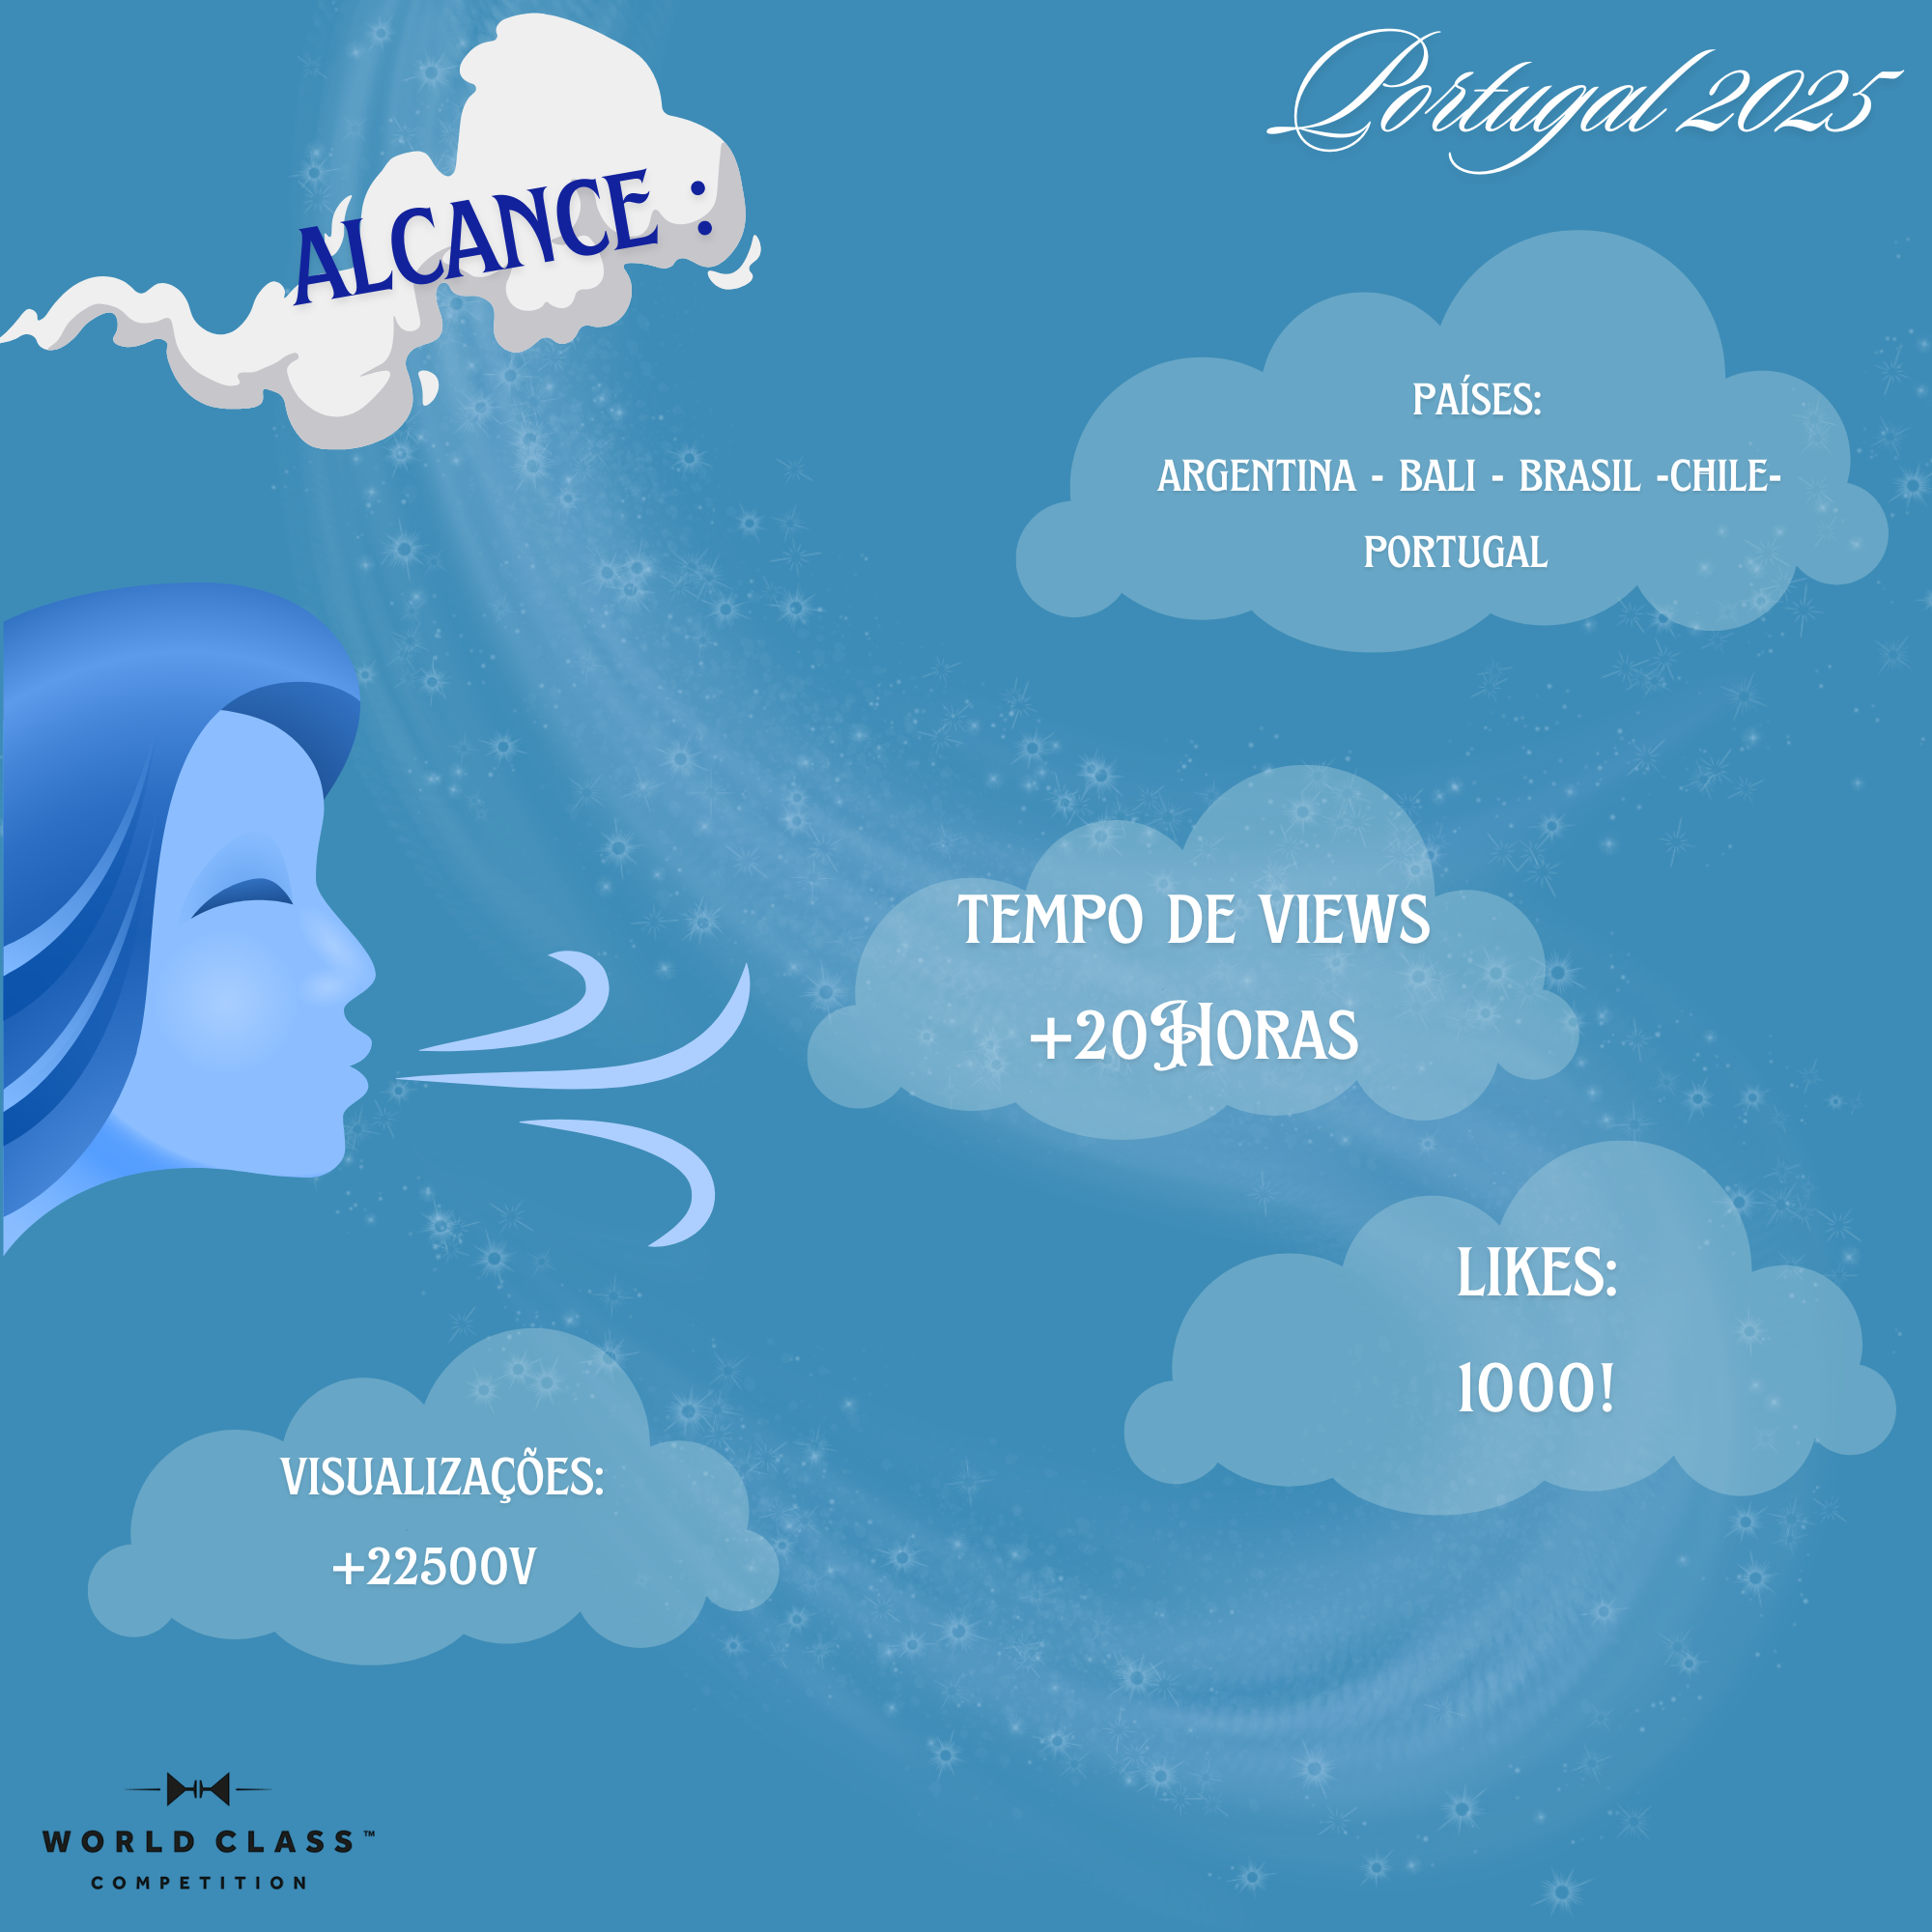 Portugal 2025
ALCANCE :
PAÍSES:
ARGENTINA - BALI - BRASIL -CHILE-
PORTUGAL
TEMPO DE VIEWS
+20HORAS
LIKES:
1000!
VISUALIZAÇÕES:
+22500V
WORLD CLASS™
COMPETITION